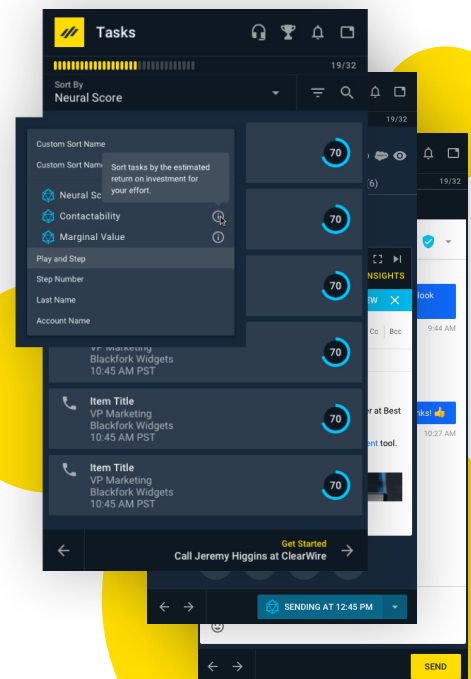 Tasks
19/32
Sort By
Neural Score
19/32
Custom Sort Name
Custom Sort Name
Sort tasks by the estimated
return on investment for
your effort.
Neural Sc
Contactability
Marginal Value
Play and Step
Step Number
Last Name
Account Name
70
70
70
70
VP Marketing
Blackfork Widgets
10:45 AM PST
Item Title
VP Marketing
Blackfork Widgets
10:45 AM PST
70
Item Title
VP Marketing
Blackfork Widgets
10:45 AM PST
70
Get Started
Call Jeremy Higgins at ClearWire
(6)
NSIGHTS
EW
Cc Bcc
er at Best
ent tool.
SENDING AT 12:45 PM
19/32
look
9:44 AM
nks!
10:27 AM
SEND